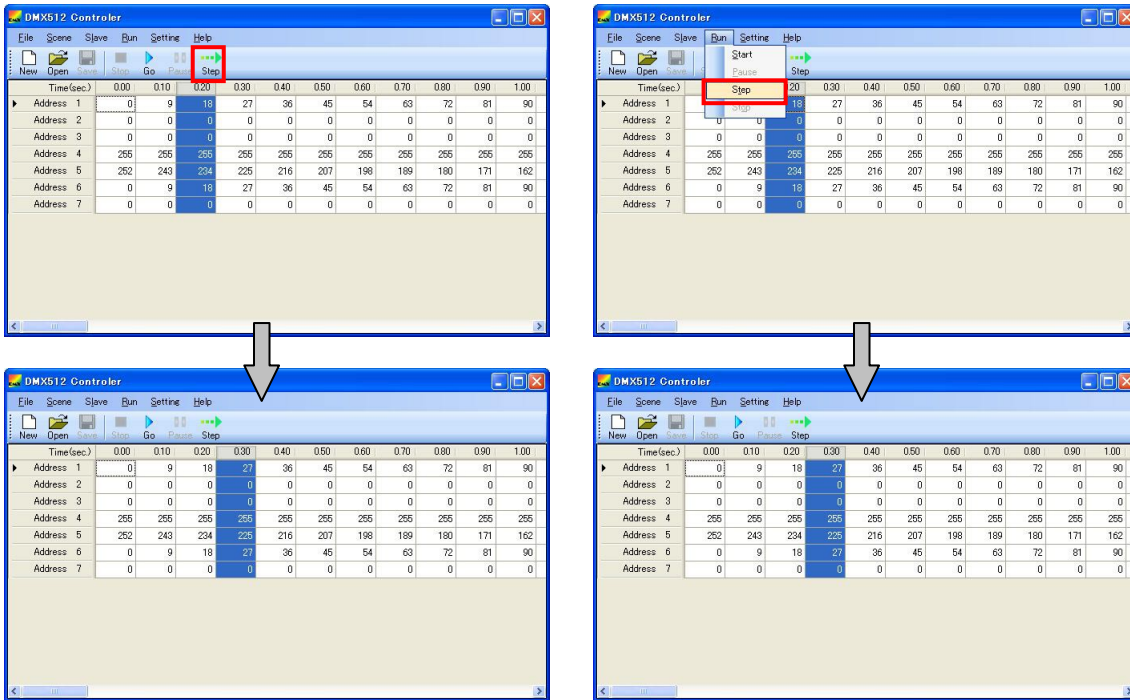 DMX512 Controler
File Scene Slave Run Setting Help
New Open Save Stop Go Pause Step
Time(sec.) 0.00 0.10 0.20 0.30 0.40 0.50 0.60 0.70 0.80 0.90 1.00
Address 1 0 9 18 27 36 45 54 63 72 81 90
Address 2 0 0 0 0 0 0 0 0 0 0 0
Address 3 0 0 0 0 0 0 0 0 0 0 0
Address 4 255 255 255 255 255 255 255 255 255 255 255
Address 5 252 243 234 225 216 207 198 189 180 171 162
Address 6 0 9 18 27 36 45 54 63 72 81 90
Address 7 0 0 0 0 0 0 0 0 0 0 0
DMX512 Controler
File Scene Slave Run Setting Help
Start
Pause
Step
Stop
New Open Save Step
Time(sec.) 20 0.30 0.40 0.50 0.60 0.70 0.80 0.90 1.00
Address 1 18 27 36 45 54 63 72 81 90
Address 2 0 0 0 0 0 0 0 0 0 0 0
Address 3 0 0 0 0 0 0 0 0 0 0 0
Address 4 255 255 255 255 255 255 255 255 255 255 255
Address 5 252 243 234 225 216 207 198 189 180 171 162
Address 6 0 9 18 27 36 45 54 63 72 81 90
Address 7 0 0 0 0 0 0 0 0 0 0 0
DMX512 Controler
File Scene Slave Run Setting Help
New Open Save Stop Go Pause Step
Time(sec.) 0.00 0.10 0.20 0.30 0.40 0.50 0.60 0.70 0.80 0.90 1.00
Address 1 0 9 18 27 36 45 54 63 72 81 90
Address 2 0 0 0 0 0 0 0 0 0 0 0
Address 3 0 0 0 0 0 0 0 0 0 0 0
Address 4 255 255 255 255 255 255 255 255 255 255 255
Address 5 252 243 234 225 216 207 198 189 180 171 162
Address 6 0 9 18 27 36 45 54 63 72 81 90
Address 7 0 0 0 0 0 0 0 0 0 0 0
DMX512 Controler
File Scene Slave Run Setting Help
New Open Save Stop Go Pause Step
Time(sec.) 0.00 0.10 0.20 0.30 0.40 0.50 0.60 0.70 0.80 0.90 1.00
Address 1 0 9 18 27 36 45 54 63 72 81 90
Address 2 0 0 0 0 0 0 0 0 0 0 0
Address 3 0 0 0 0 0 0 0 0 0 0 0
Address 4 255 255 255 255 255 255 255 255 255 255 255
Address 5 252 243 234 225 216 207 198 189 180 171 162
Address 6 0 9 18 27 36 45 54 63 72 81 90
Address 7 0 0 0 0 0 0 0 0 0 0 0